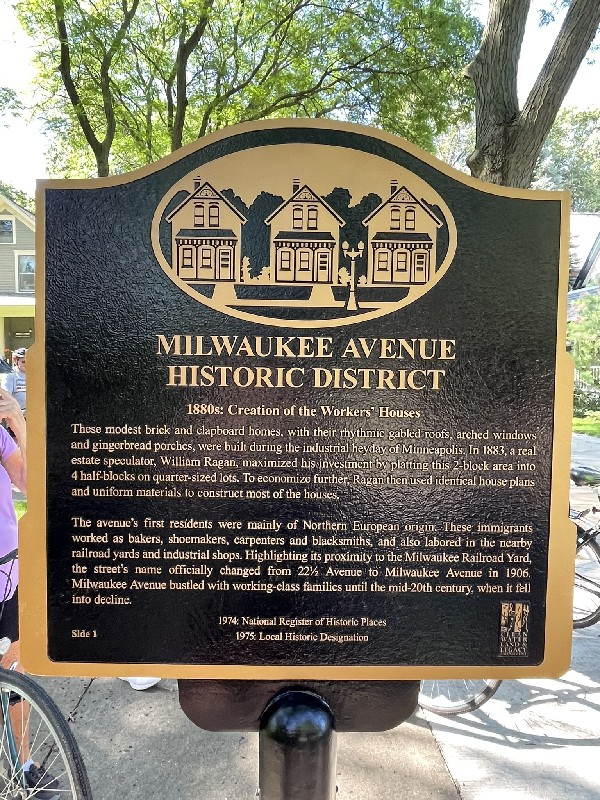 MILWAUKEE AVENUE
HISTORIC DISTRICT
1880s: Creation of the Workers' Houses
These modest brick and clapboard homes, with their rhythmic gabled roofs, arched windows
and gingerbread porches, were built during the industrial heyday of Minneapolis. In 1883, a real
estate speculator, William Ragan, maximized his investment by platting this 2-block area into
4 half-blocks on quarter-sized lots. To economize further, Ragan then used identical house plans
and uniform materials to construct most of the houses.
The avenue's first residents were mainly of Northern European origin. These immigrants
worked as bakers, shoemakers, carpenters and blacksmiths, and also labored in the nearby
railroad yards and industrial shops. Highlighting its proximity to the Milwaukee Railroad Yard,
the street's name officially changed from 22½ Avenue to Milwaukee Avenue in 1906.
Milwaukee Avenue bustled with working-class families until the mid-20th century, when it fell
into decline.
1974: National Register of Historic Places
1975: Local Historic Designation
Side 1
CLEAN
WATER
LAND &
LEGACY